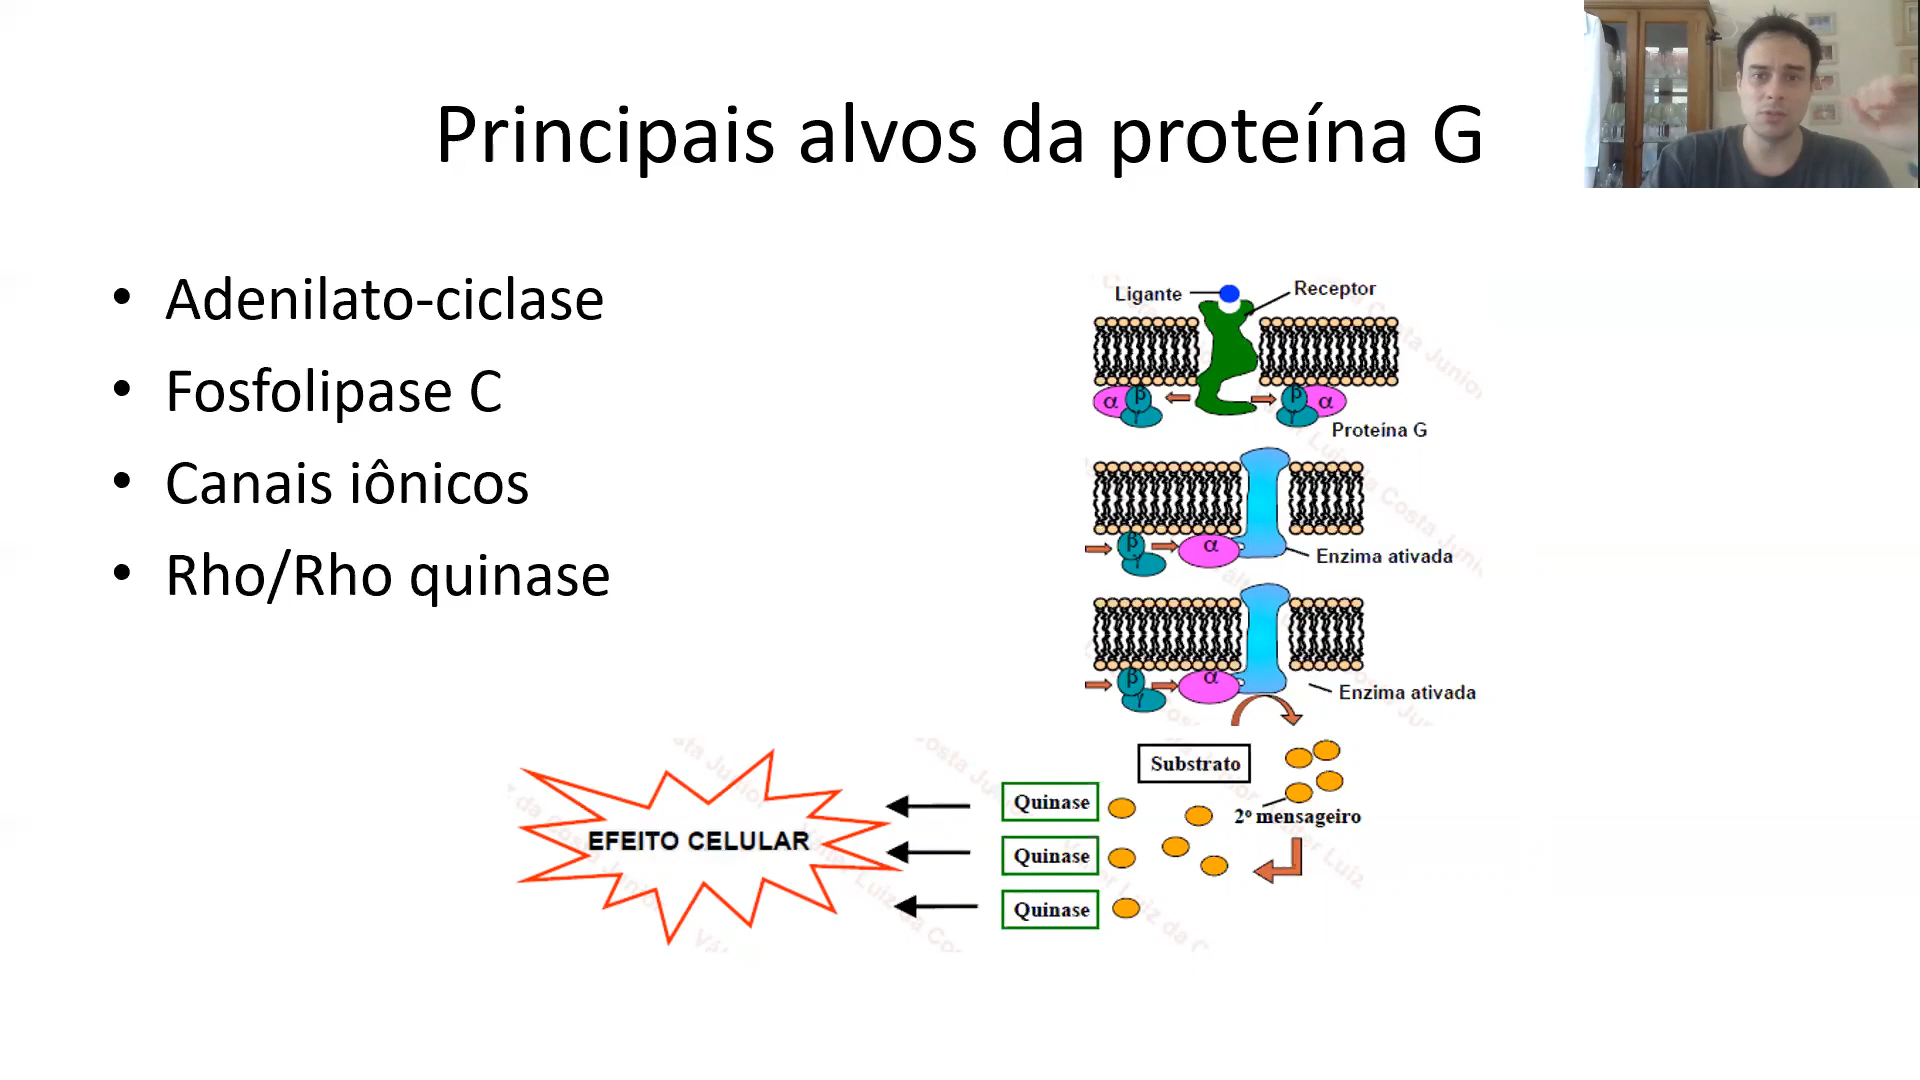 Principais alvos da proteína G
• Adenilato-ciclase
• Fosfolipase C
• Canais iônicos
• Rho/Rho quinase
Ligante
Receptor
α β γ
β γ α
Proteína G
β γ α
Enzima ativada
β γ α
Enzima ativada
Substrato
2º mensageiro
Quinase
Quinase
Quinase
EFEITO CELULAR